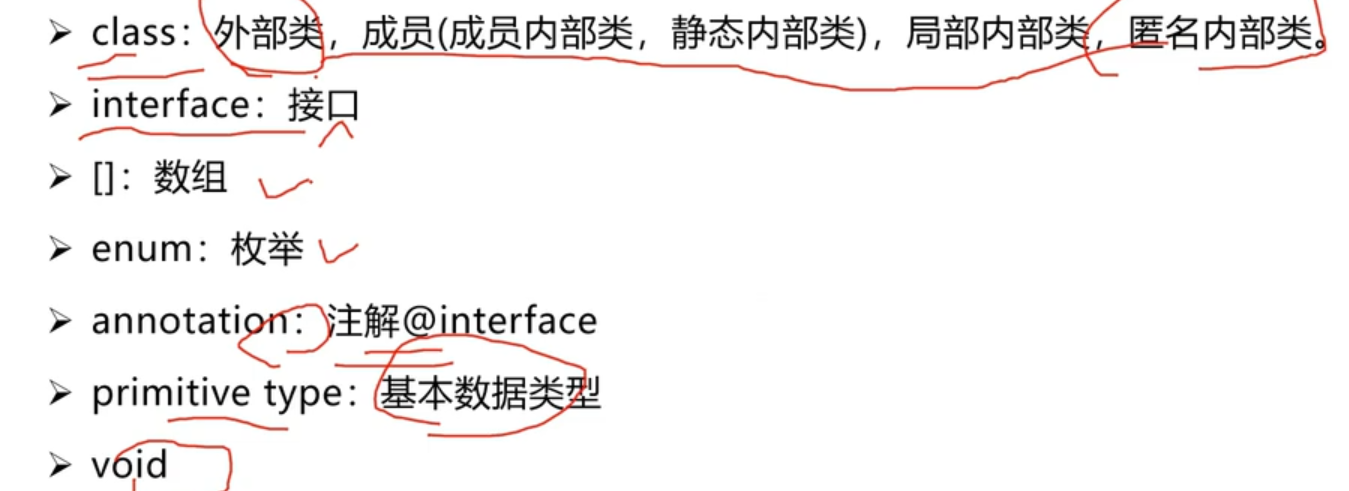 ➢ class：外部类，成员(成员内部类，静态内部类)，局部内部类，匿名内部类。
➢ interface：接口
➢ []：数组
➢ enum：枚举
➢ annotation：注解@interface
➢ primitive type：基本数据类型
➢ void